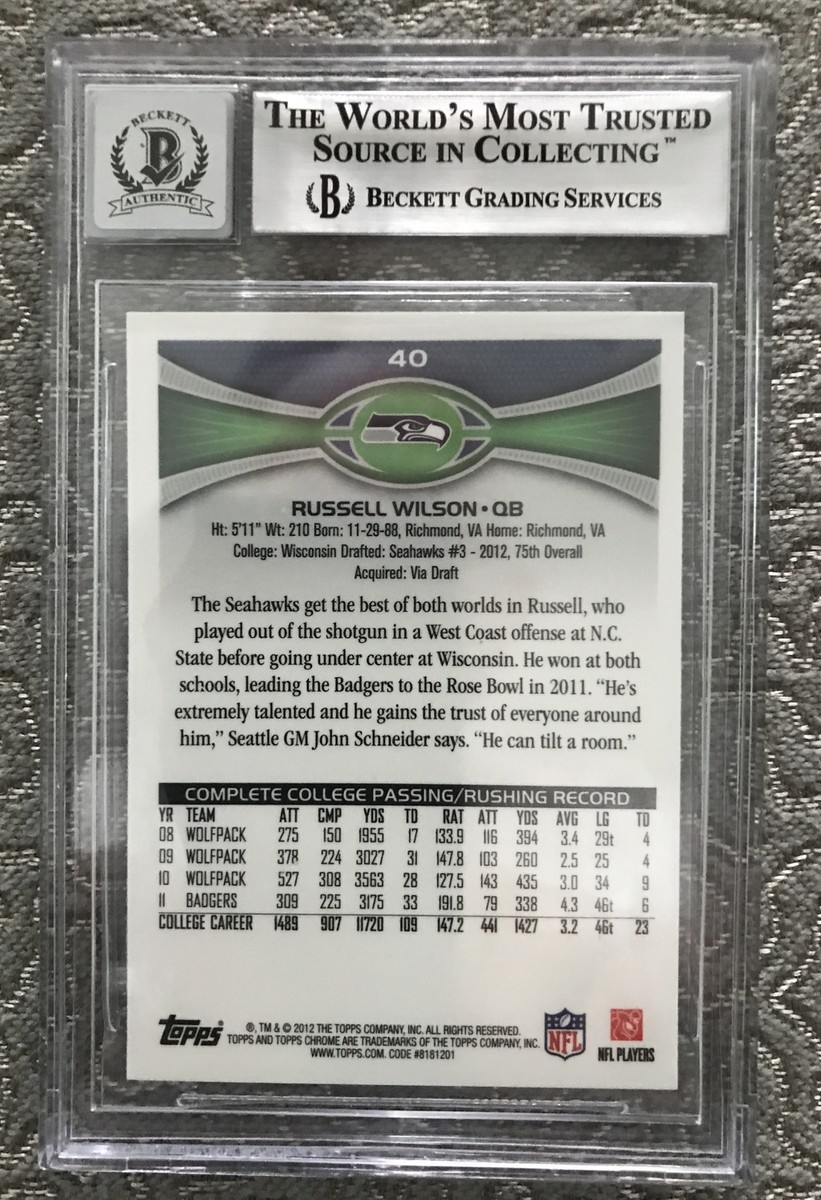 BECKETT
B
AUTHENTIC
THE WORLD'S MOST TRUSTED
SOURCE IN COLLECTING™
B BECKETT GRADING SERVICES
40
RUSSELL WILSON • QB
Ht: 5'11" Wt: 210 Born: 11-29-88, Richmond, VA Home: Richmond, VA
College: Wisconsin Drafted: Seahawks #3 - 2012, 75th Overall
Acquired: Via Draft
The Seahawks get the best of both worlds in Russell, who
played out of the shotgun in a West Coast offense at N.C.
State before going under center at Wisconsin. He won at both
schools, leading the Badgers to the Rose Bowl in 2011. “He’s
extremely talented and he gains the trust of everyone around
him,” Seattle GM John Schneider says. “He can tilt a room.”
COMPLETE COLLEGE PASSING/RUSHING RECORD
YR TEAM ATT CMP YDS TD RAT ATT YDS AVG LG TD
08 WOLFPACK 275 150 1955 17 133.9 116 394 3.4 29t 4
09 WOLFPACK 378 224 3027 31 147.8 103 260 2.5 25 4
10 WOLFPACK 527 308 3563 28 127.5 143 435 3.0 34 9
11 BADGERS 309 225 3175 33 191.8 79 338 4.3 46t 6
COLLEGE CAREER 1489 907 11720 109 147.2 441 1427 3.2 46t 23
Topps®
®, TM & © 2012 THE TOPPS COMPANY, INC. ALL RIGHTS RESERVED.
TOPPS AND TOPPS CHROME ARE TRADEMARKS OF THE TOPPS COMPANY, INC.
WWW.TOPPS.COM. CODE #8181201
NFL
NFL PLAYERS